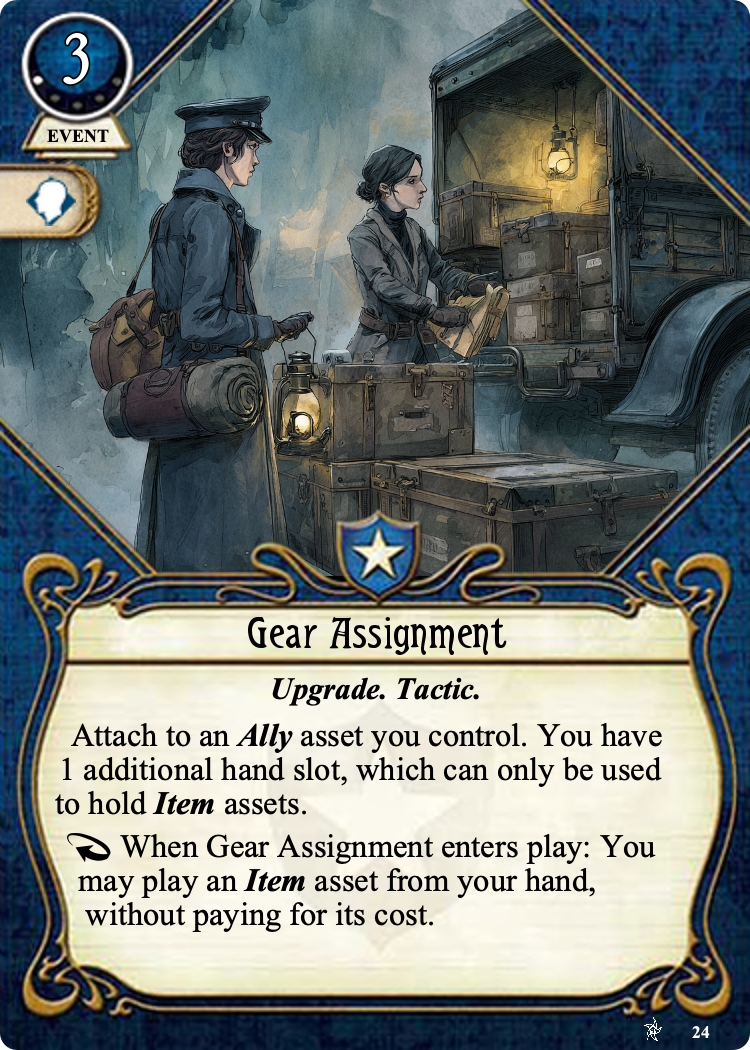 3
EVENT
Gear Assignment
Upgrade. Tactic.
Attach to an Ally asset you control. You have
1 additional hand slot, which can only be used
to hold Item assets.
When Gear Assignment enters play: You
may play an Item asset from your hand,
without paying for its cost.
24